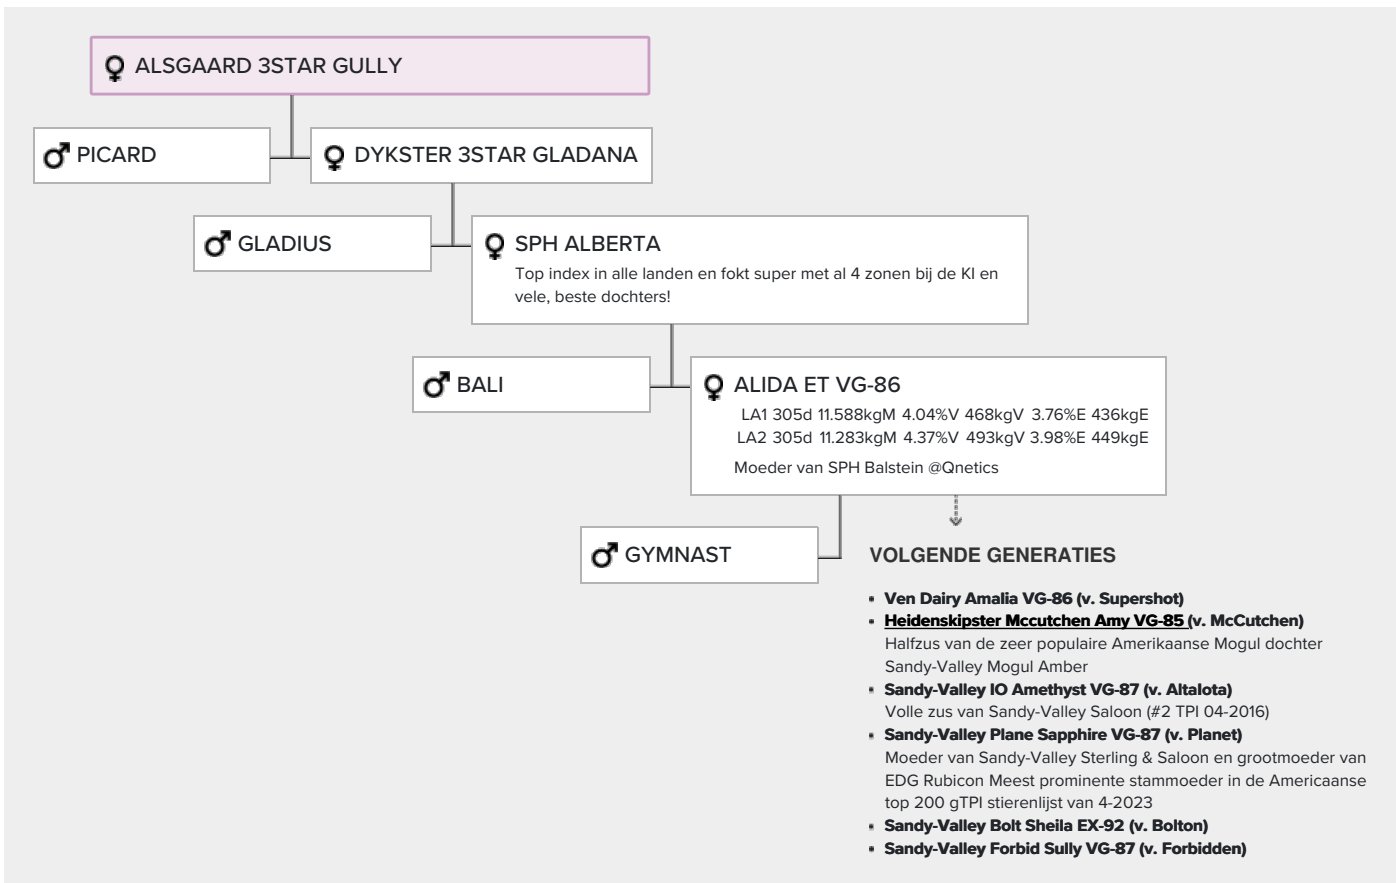 ALSGAARD 3STAR GULLY
PICARD
DYKSTER 3STAR GLADANA
GLADIUS
SPH ALBERTA
Top index in alle landen en fokt super met al 4 zonen bij de KI en
vele, beste dochters!
BALI
ALIDA ET VG-86
LA1 305d 11.588kgM 4.04%V 468kgV 3.76%E 436kgE
LA2 305d 11.283kgM 4.37%V 493kgV 3.98%E 449kgE
Moeder van SPH Balstein @Qnetics
GYMNAST
VOLGENDE GENERATIES
Ven Dairy Amalia VG-86 (v. Supershot)
Heidenskipster Mccutchen Amy VG-85 (v. McCutchen)
Halfzus van de zeer populaire Amerikaanse Mogul dochter
Sandy-Valley Mogul Amber
Sandy-Valley IO Amethyst VG-87 (v. AltaIota)
Volle zus van Sandy-Valley Saloon (#2 TPI 04-2016)
Sandy-Valley Plane Sapphire VG-87 (v. Planet)
Moeder van Sandy-Valley Sterling & Saloon en grootmoeder van
EDG Rubicon Meest prominente stammoeder in de Americaanse
top 200 gTPI stierenlijst van 4-2023
Sandy-Valley Bolt Sheila EX-92 (v. Bolton)
Sandy-Valley Forbid Sully VG-87 (v. Forbidden)